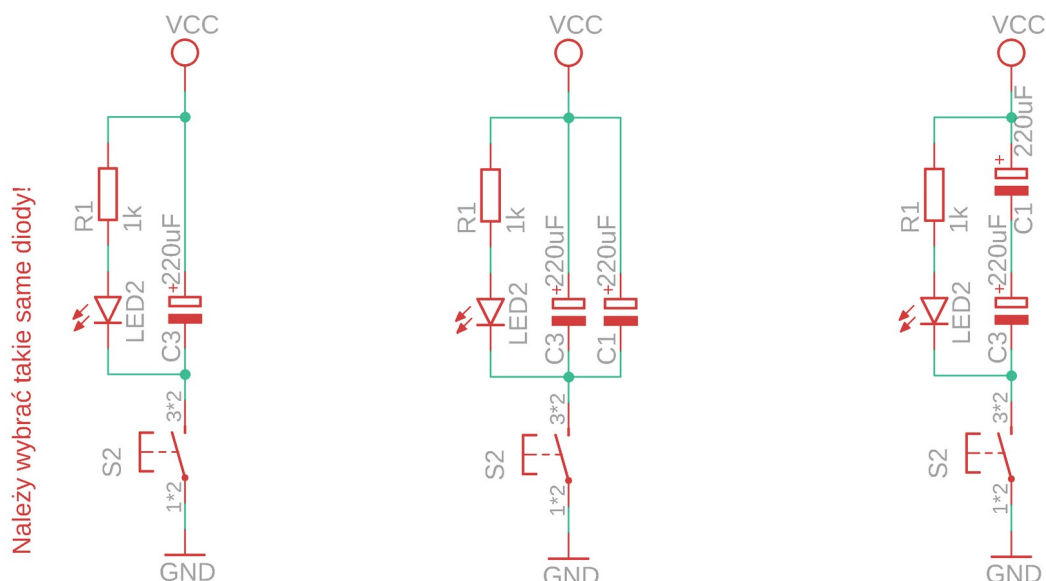 Należy wybrać takie same diody!
VCC
R1
1k
220uF
+
LED2
C3
3*2
S2
1*2
GND
VCC
R1
1k
220uF
220uF
+
+
LED2
C3
C1
3*2
S2
1*2
GND
VCC
220uF
+
R1
1k
C1
220uF
+
LED2
C3
3*2
S2
1*2
GND